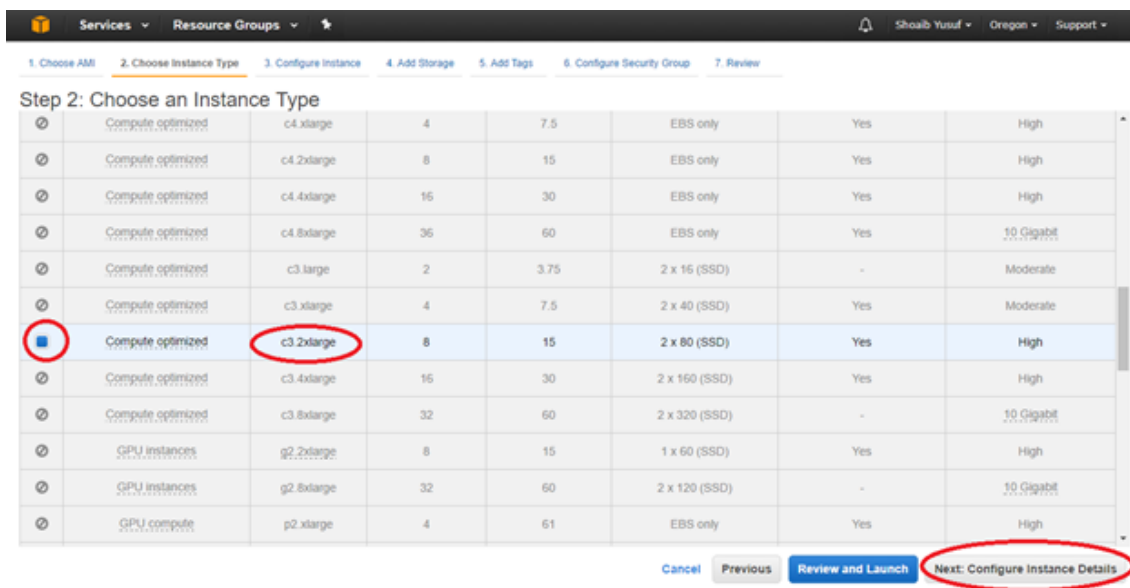 Services Resource Groups Shoaib Yusuf Oregon Support
1. Choose AMI 2. Choose Instance Type 3. Configure Instance 4. Add Storage 5. Add Tags 6. Configure Security Group 7. Review
Step 2: Choose an Instance Type
Compute optimized c4.xlarge 4 7.5 EBS only Yes High
Compute optimized c4.2xlarge 8 15 EBS only Yes High
Compute optimized c4.4xlarge 16 30 EBS only Yes High
Compute optimized c4.8xlarge 36 60 EBS only Yes 10 Gigabit
Compute optimized c3.large 2 3.75 2 x 16 (SSD) - Moderate
Compute optimized c3.xlarge 4 7.5 2 x 40 (SSD) Yes Moderate
Compute optimized c3.2xlarge 8 15 2 x 80 (SSD) Yes High
Compute optimized c3.4xlarge 16 30 2 x 160 (SSD) Yes High
Compute optimized c3.8xlarge 32 60 2 x 320 (SSD) - 10 Gigabit
GPU instances g2.2xlarge 8 15 1 x 60 (SSD) Yes High
GPU instances g2.8xlarge 32 60 2 x 120 (SSD) - 10 Gigabit
GPU compute p2.xlarge 4 61 EBS only Yes High
Cancel Previous Review and Launch Next: Configure Instance Details